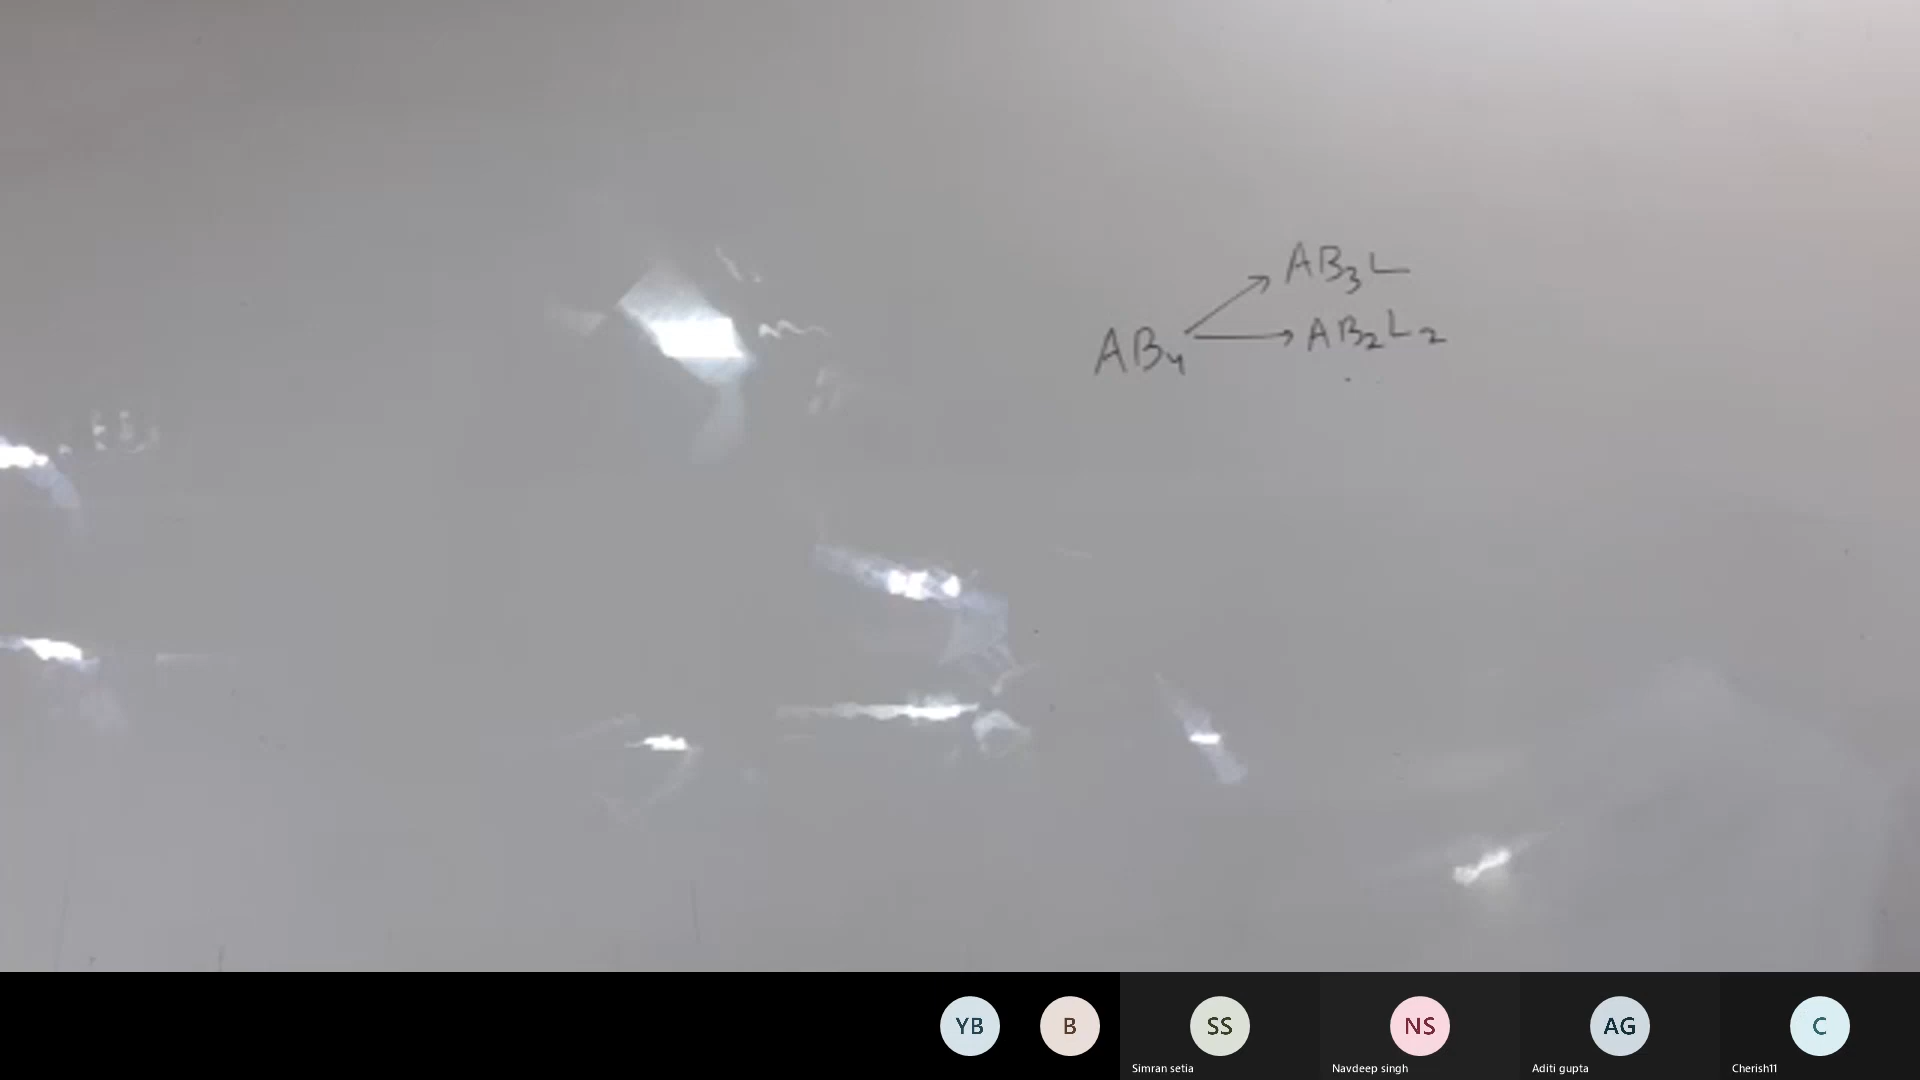 AB₃L
AB₄ → AB₂L₂
YB
B
SS
NS
AG
C
Simran setia
Navdeep singh
Aditi gupta
Cherish11